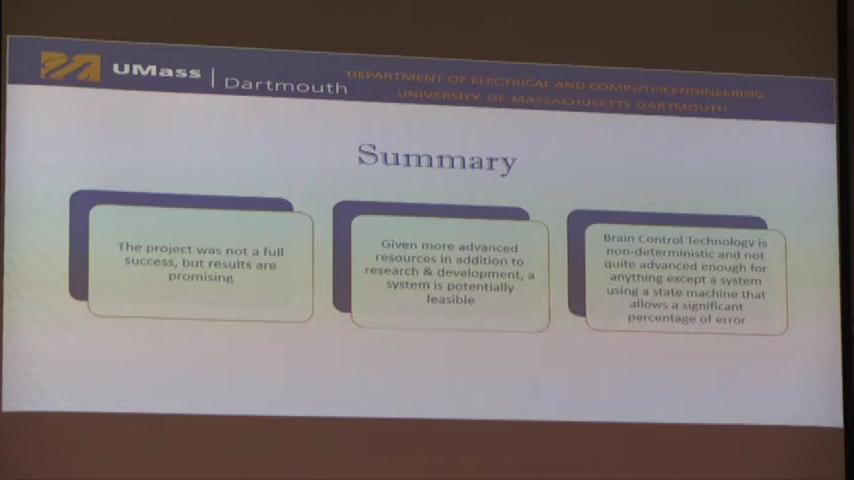 UMass | Dartmouth
DEPARTMENT OF ELECTRICAL AND COMPUTER ENGINEERING
UNIVERSITY OF MASSACHUSETTS DARTMOUTH
Summary
The project was not a full
success, but results are
promising
Given more advanced
resources in addition to
research & development, a
system is potentially
feasible
Brain Control Technology is
non-deterministic and not
quite advanced enough for
anything except a system
using a state machine that
allows a significant
percentage of error